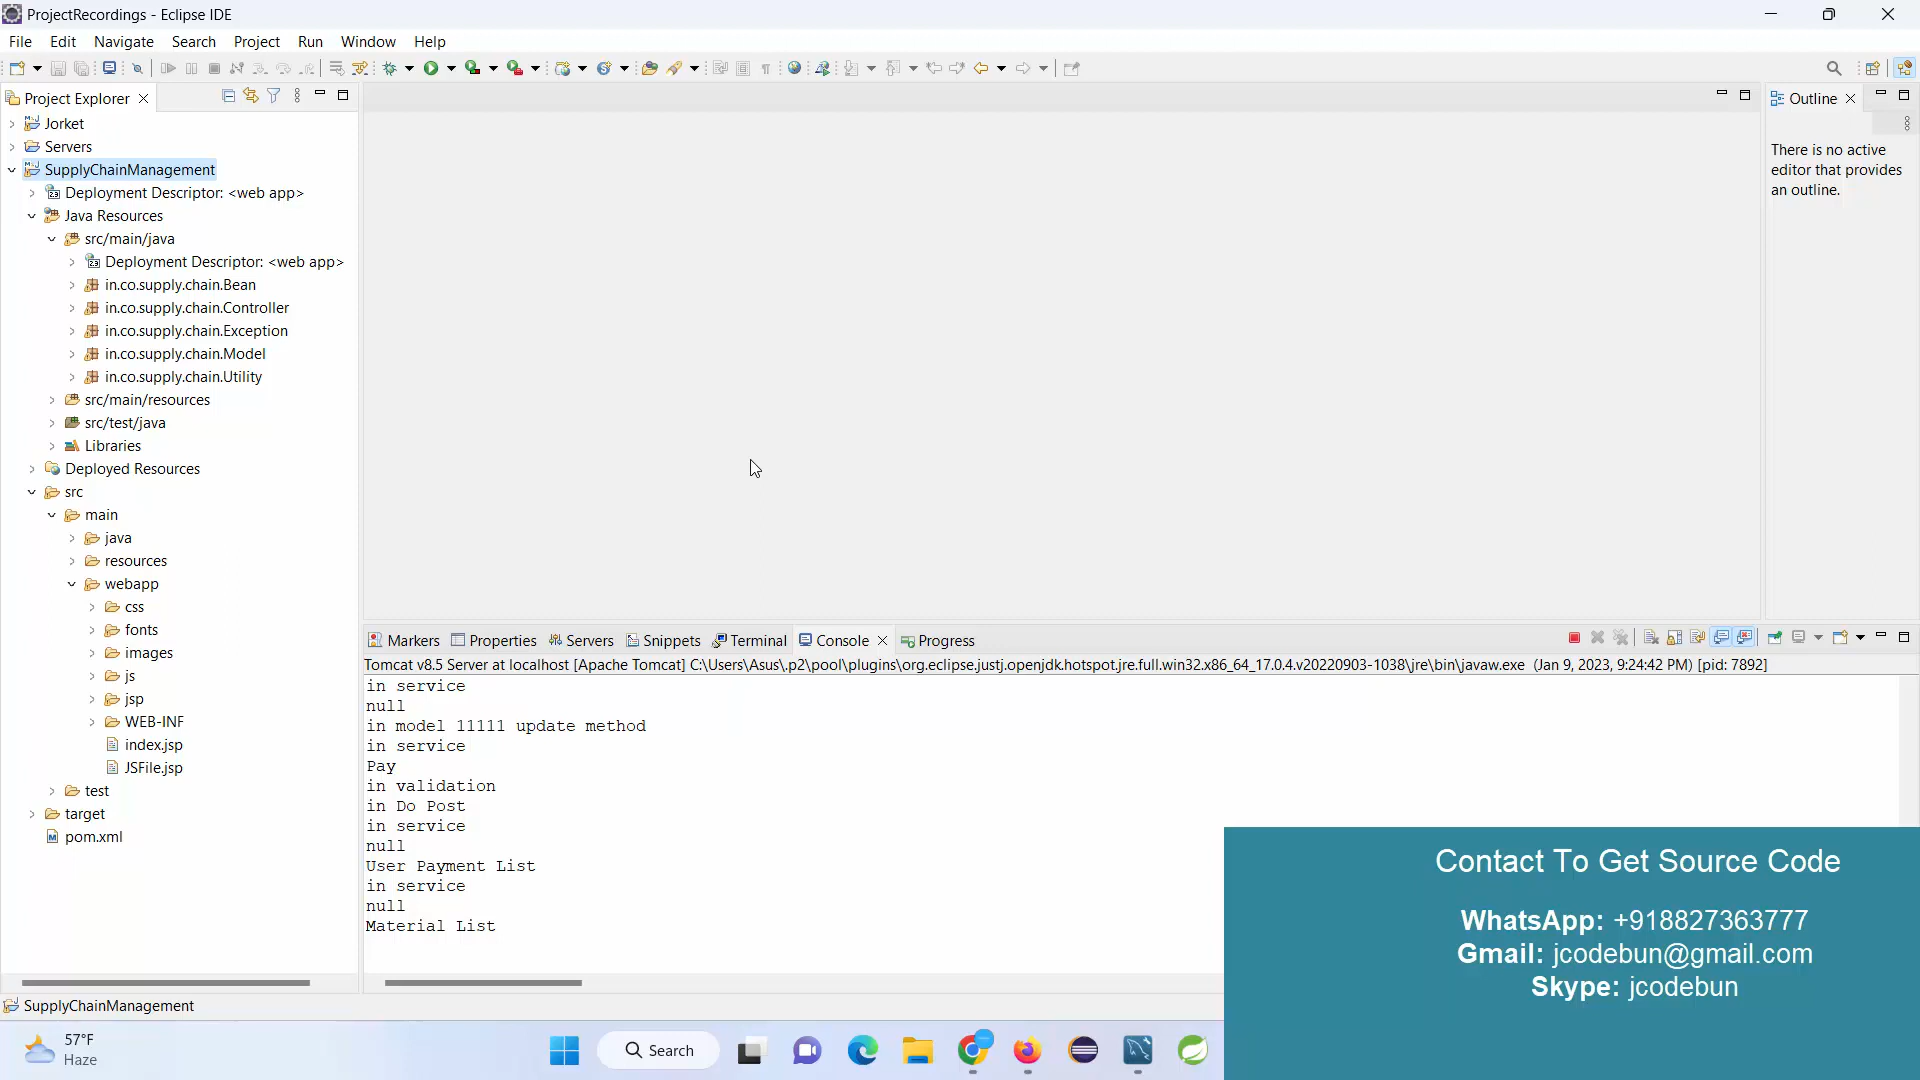 ProjectRecordings - Eclipse IDE
File Edit Navigate Search Project Run Window Help
Project Explorer
Jorket
Servers
SupplyChainManagement
Deployment Descriptor: <web app>
Java Resources
src/main/java
Deployment Descriptor: <web app>
in.co.supply.chain.Bean
in.co.supply.chain.Controller
in.co.supply.chain.Exception
in.co.supply.chain.Model
in.co.supply.chain.Utility
src/main/resources
src/test/java
Libraries
Deployed Resources
src
main
java
resources
webapp
css
fonts
images
js
jsp
WEB-INF
index.jsp
JSFile.jsp
test
target
pom.xml
Outline
There is no active
editor that provides
an outline.
Markers Properties Servers Snippets Terminal Console Progress
Tomcat v8.5 Server at localhost [Apache Tomcat] C:\Users\Asus\.p2\pool\plugins\org.eclipse.justj.openjdk.hotspot.jre.full.win32.x86_64_17.0.4.v20220903-1038\jre\bin\javaw.exe (Jan 9, 2023, 9:24:42 PM) [pid: 7892]
in service
null
in model 11111 update method
in service
Pay
in validation
in Do Post
in service
null
User Payment List
in service
null
Material List
Contact To Get Source Code
WhatsApp: +918827363777
Gmail: jcodebun@gmail.com
Skype: jcodebun
SupplyChainManagement
57°F
Haze
Search